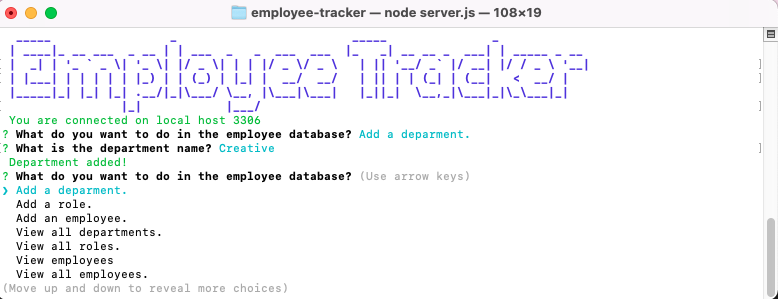 employee-tracker — node server.js — 108×19
Employee Tracker
You are connected on local host 3306
? What do you want to do in the employee database? Add a deparment.
? What is the department name? Creative
Department added!
? What do you want to do in the employee database? (Use arrow keys)
❯ Add a deparment.
Add a role.
Add an employee.
View all departments.
View all roles.
View employees
View all employees.
(Move up and down to reveal more choices)